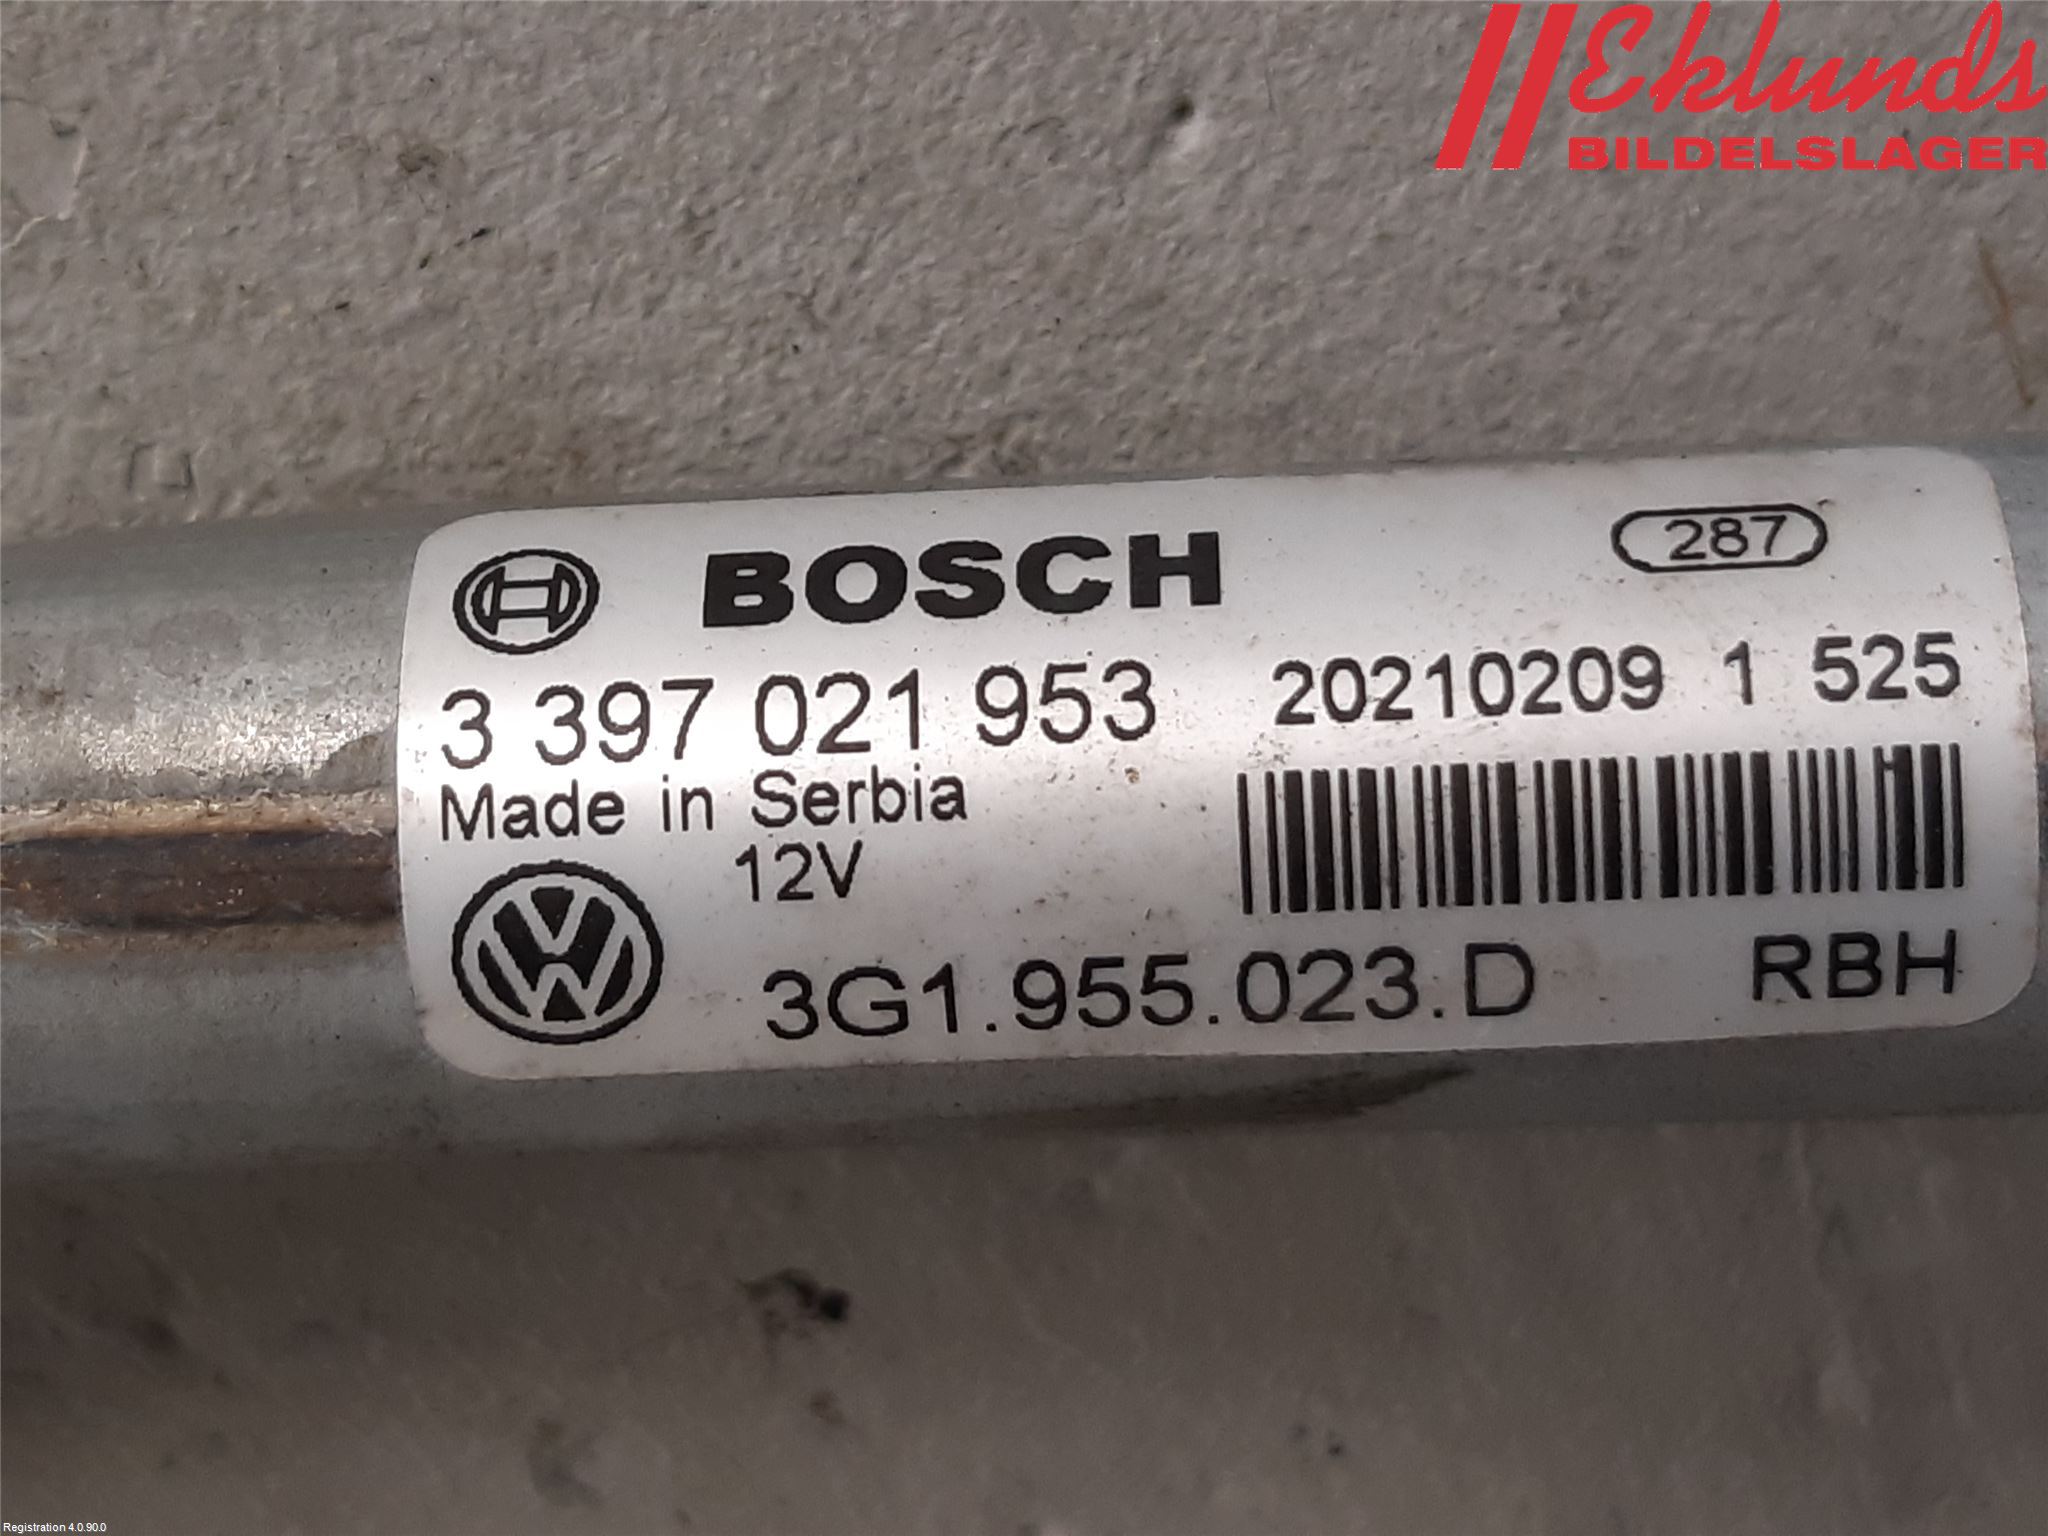 Eklunds
BILDELSLAGER
BOSCH
287
3 397 021 953
20210209 1 525
Made in Serbia
12V
3G1.955.023.D
RBH
Registration 4.0.90.0